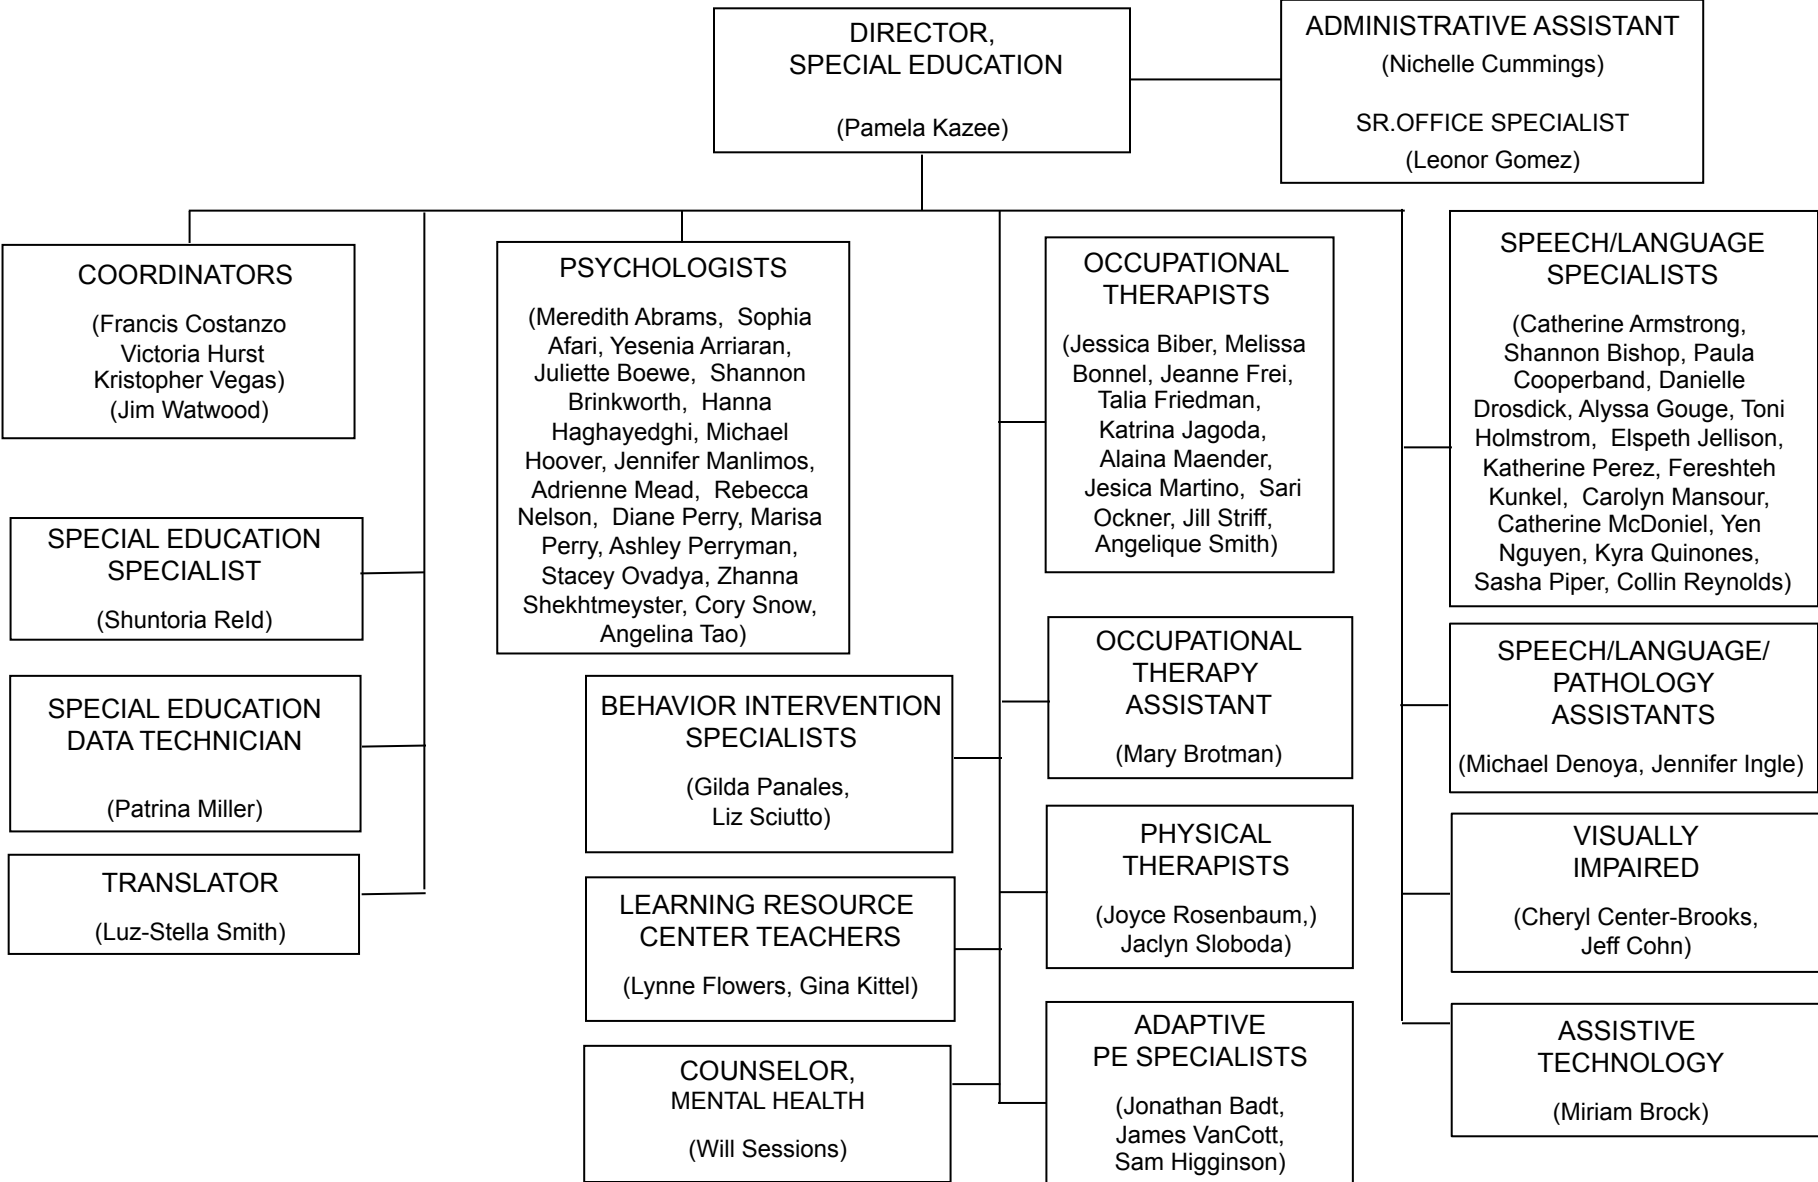 DIRECTOR,
SPECIAL EDUCATION
(Pamela Kazee)
ADMINISTRATIVE ASSISTANT
(Nichelle Cummings)
SR.OFFICE SPECIALIST
(Leonor Gomez)
COORDINATORS
(Francis Costanzo
Victoria Hurst
Kristopher Vegas)
(Jim Watwood)
SPECIAL EDUCATION
SPECIALIST
(Shuntoria ReId)
SPECIAL EDUCATION
DATA TECHNICIAN
(Patrina Miller)
TRANSLATOR
(Luz-Stella Smith)
PSYCHOLOGISTS
(Meredith Abrams, Sophia
Afari, Yesenia Arriaran,
Juliette Boewe, Shannon
Brinkworth, Hanna
Haghayedghi, Michael
Hoover, Jennifer Manlimos,
Adrienne Mead, Rebecca
Nelson, Diane Perry, Marisa
Perry, Ashley Perryman,
Stacey Ovadya, Zhanna
Shekhtmeyster, Cory Snow,
Angelina Tao)
BEHAVIOR INTERVENTION
SPECIALISTS
(Gilda Panales,
Liz Sciutto)
LEARNING RESOURCE
CENTER TEACHERS
(Lynne Flowers, Gina Kittel)
COUNSELOR,
MENTAL HEALTH
(Will Sessions)
OCCUPATIONAL
THERAPISTS
(Jessica Biber, Melissa
Bonnel, Jeanne Frei,
Talia Friedman,
Katrina Jagoda,
Alaina Maender,
Jesica Martino, Sari
Ockner, Jill Striff,
Angelique Smith)
OCCUPATIONAL
THERAPY
ASSISTANT
(Mary Brotman)
PHYSICAL
THERAPISTS
(Joyce Rosenbaum,)
Jaclyn Sloboda)
ADAPTIVE
PE SPECIALISTS
(Jonathan Badt,
James VanCott,
Sam Higginson)
SPEECH/LANGUAGE
SPECIALISTS
(Catherine Armstrong,
Shannon Bishop, Paula
Cooperband, Danielle
Drosdick, Alyssa Gouge, Toni
Holmstrom, Elspeth Jellison,
Katherine Perez, Fereshteh
Kunkel, Carolyn Mansour,
Catherine McDoniel, Yen
Nguyen, Kyra Quinones,
Sasha Piper, Collin Reynolds)
SPEECH/LANGUAGE/
PATHOLOGY
ASSISTANTS
(Michael Denoya, Jennifer Ingle)
VISUALLY
IMPAIRED
(Cheryl Center-Brooks,
Jeff Cohn)
ASSISTIVE
TECHNOLOGY
(Miriam Brock)